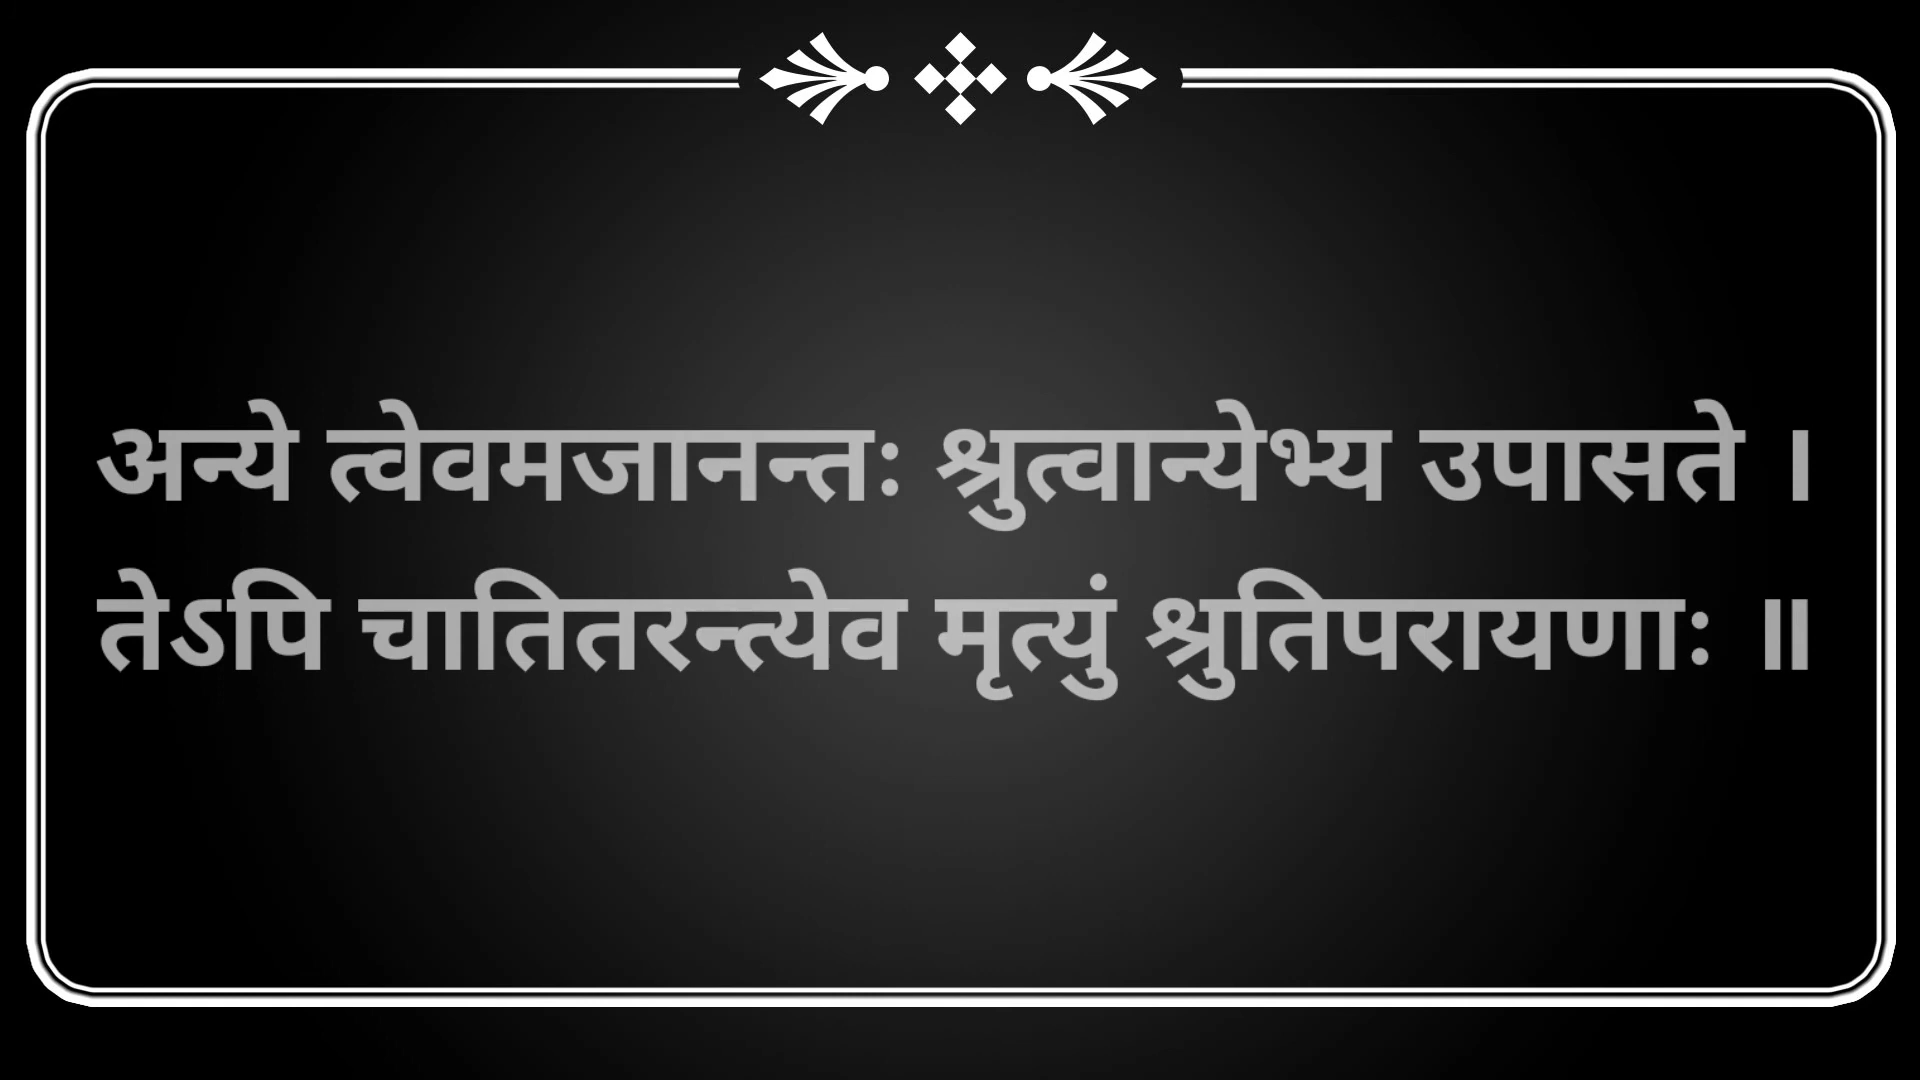 अन्ये त्वेवमजानन्तः श्रुत्वान्येभ्य उपासते ।
तेऽपि चातितरन्त्येव मृत्युं श्रुतिपरायणाः ॥